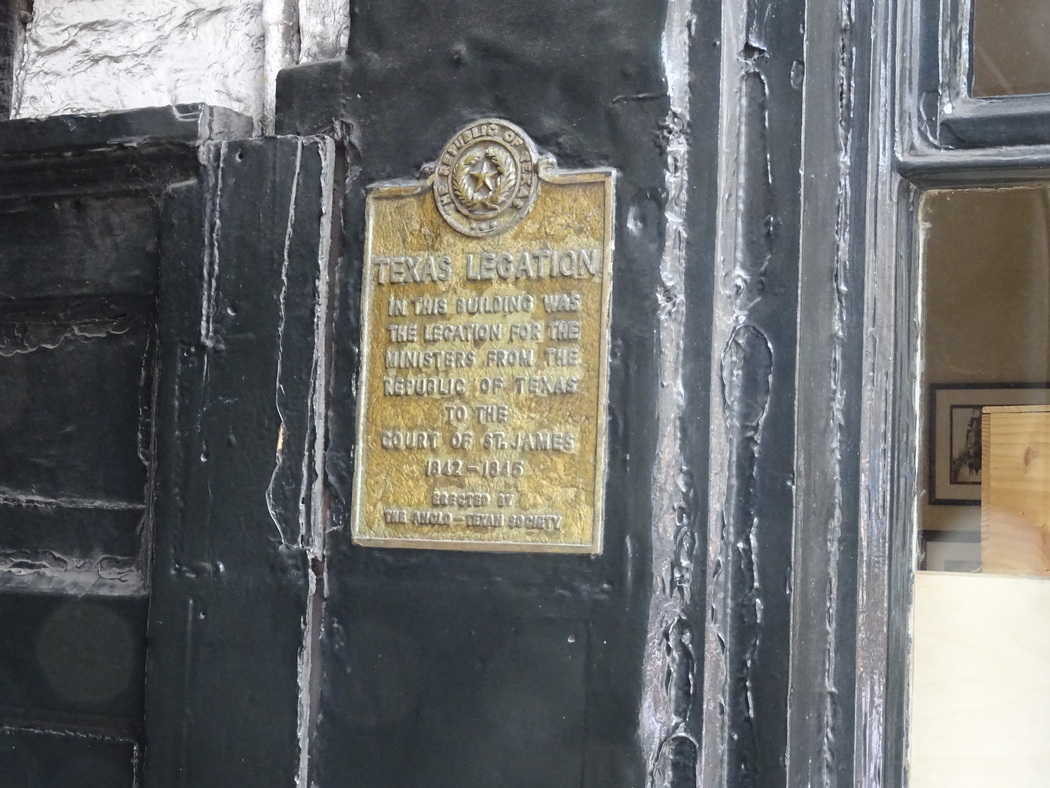 THE REPUBLIC OF TEXAS
TEXAS LEGATION
IN THIS BUILDING WAS
THE LEGATION FOR THE
MINISTERS FROM THE
REPUBLIC OF TEXAS
TO THE
COURT OF ST. JAMES
1842–1845
ERECTED BY
THE ANGLO–TEXAN SOCIETY